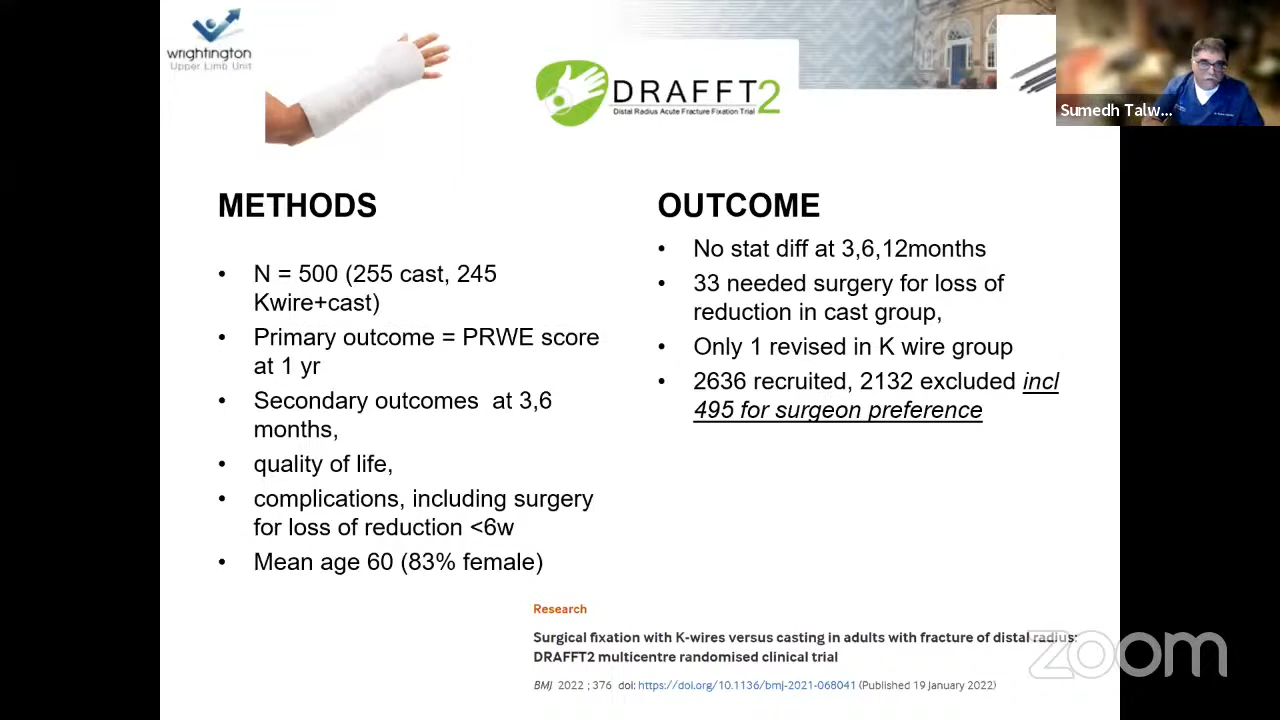 wrightington
Upper Limb Unit
DRAFFT2
Distal Radius Acute Fracture Fixation Trial
Sumedh Talw...
METHODS
• N = 500 (255 cast, 245
Kwire+cast)
• Primary outcome = PRWE score
at 1 yr
• Secondary outcomes at 3,6
months,
• quality of life,
• complications, including surgery
for loss of reduction <6w
• Mean age 60 (83% female)
OUTCOME
• No stat diff at 3,6,12months
• 33 needed surgery for loss of
reduction in cast group,
• Only 1 revised in K wire group
• 2636 recruited, 2132 excluded incl
495 for surgeon preference
Research
Surgical fixation with K-wires versus casting in adults with fracture of distal radius:
DRAFFT2 multicentre randomised clinical trial
BMJ 2022 ; 376 doi: https://doi.org/10.1136/bmj-2021-068041 (Published 19 January 2022)
zoom